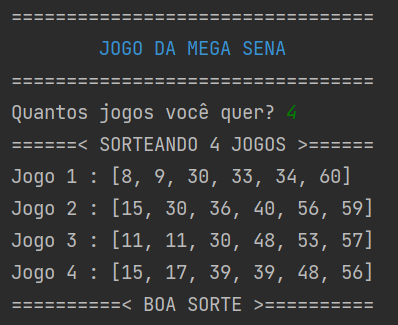 ==================================
JOGO DA MEGA SENA
==================================
Quantos jogos você quer? 4
======< SORTEANDO 4 JOGOS >======
Jogo 1 : [8, 9, 30, 33, 34, 60]
Jogo 2 : [15, 30, 36, 40, 56, 59]
Jogo 3 : [11, 11, 30, 48, 53, 57]
Jogo 4 : [15, 17, 39, 39, 48, 56]
==========< BOA SORTE >==========